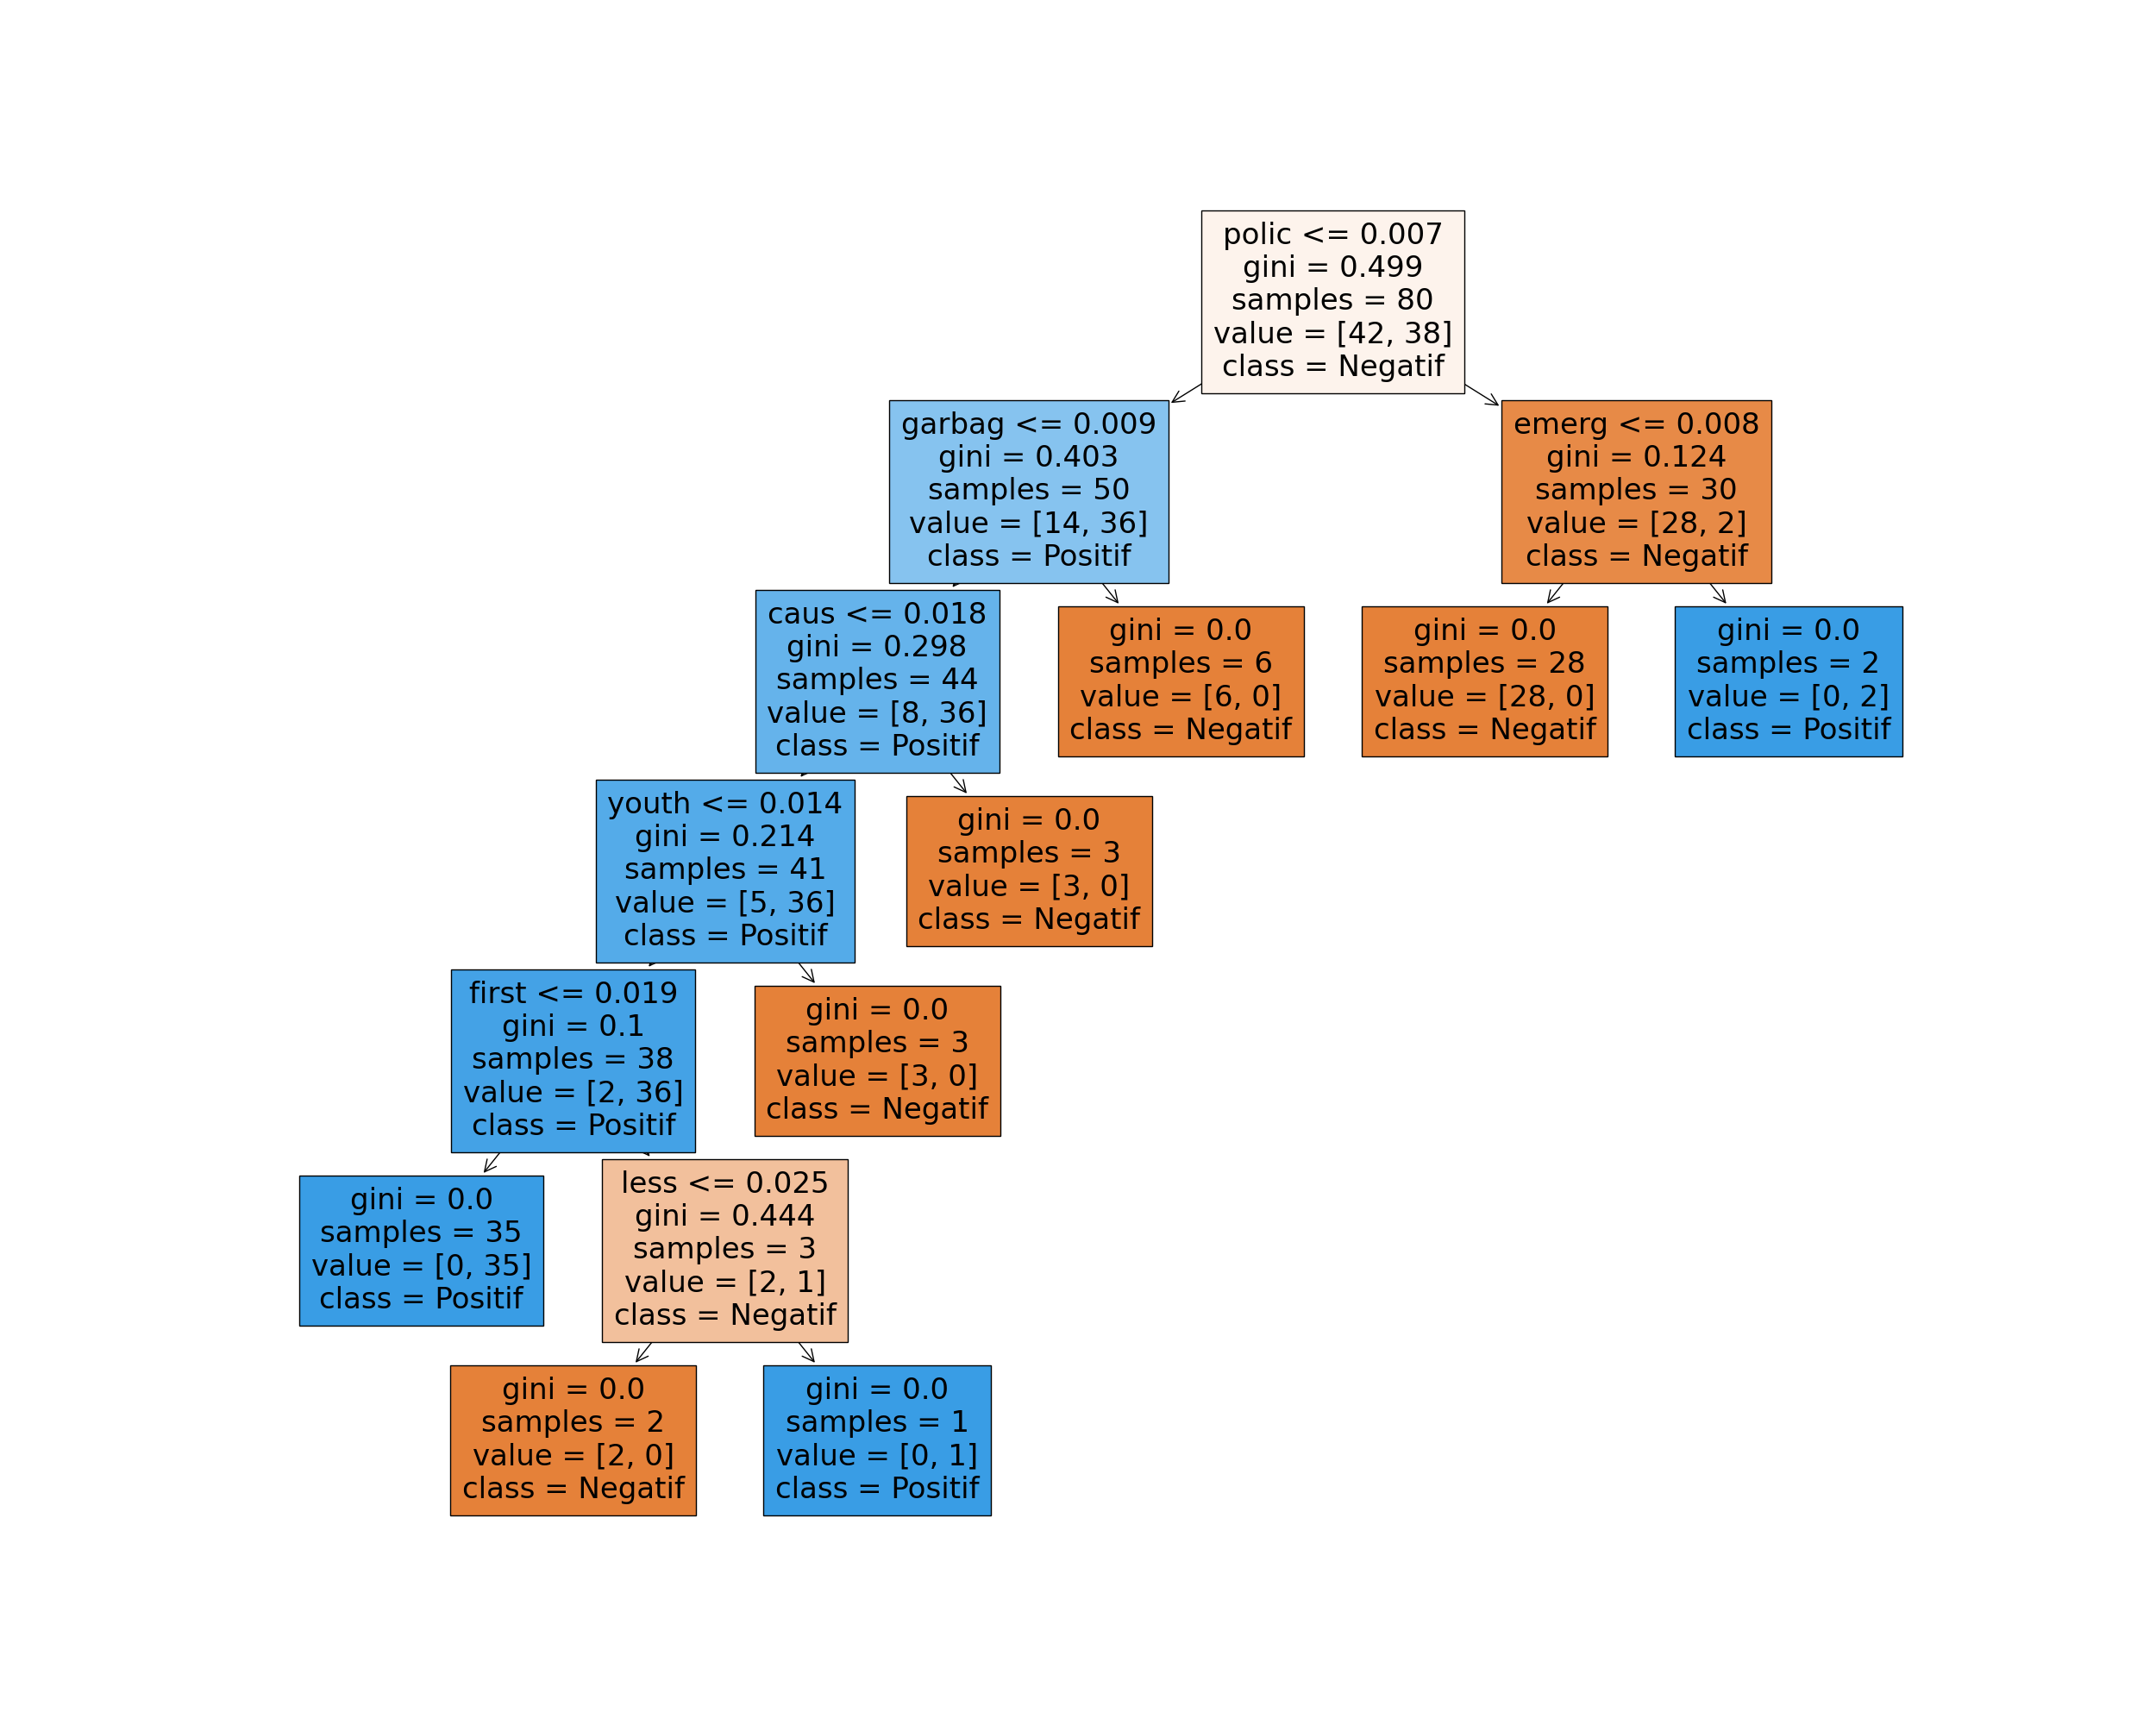 polic <= 0.007
gini = 0.499
samples = 80
value = [42, 38]
class = Negatif
garbag <= 0.009
gini = 0.403
samples = 50
value = [14, 36]
class = Positif
emerg <= 0.008
gini = 0.124
samples = 30
value = [28, 2]
class = Negatif
caus <= 0.018
gini = 0.298
samples = 44
value = [8, 36]
class = Positif
gini = 0.0
samples = 6
value = [6, 0]
class = Negatif
gini = 0.0
samples = 28
value = [28, 0]
class = Negatif
gini = 0.0
samples = 2
value = [0, 2]
class = Positif
youth <= 0.014
gini = 0.214
samples = 41
value = [5, 36]
class = Positif
gini = 0.0
samples = 3
value = [3, 0]
class = Negatif
first <= 0.019
gini = 0.1
samples = 38
value = [2, 36]
class = Positif
gini = 0.0
samples = 3
value = [3, 0]
class = Negatif
gini = 0.0
samples = 35
value = [0, 35]
class = Positif
less <= 0.025
gini = 0.444
samples = 3
value = [2, 1]
class = Negatif
gini = 0.0
samples = 2
value = [2, 0]
class = Negatif
gini = 0.0
samples = 1
value = [0, 1]
class = Positif